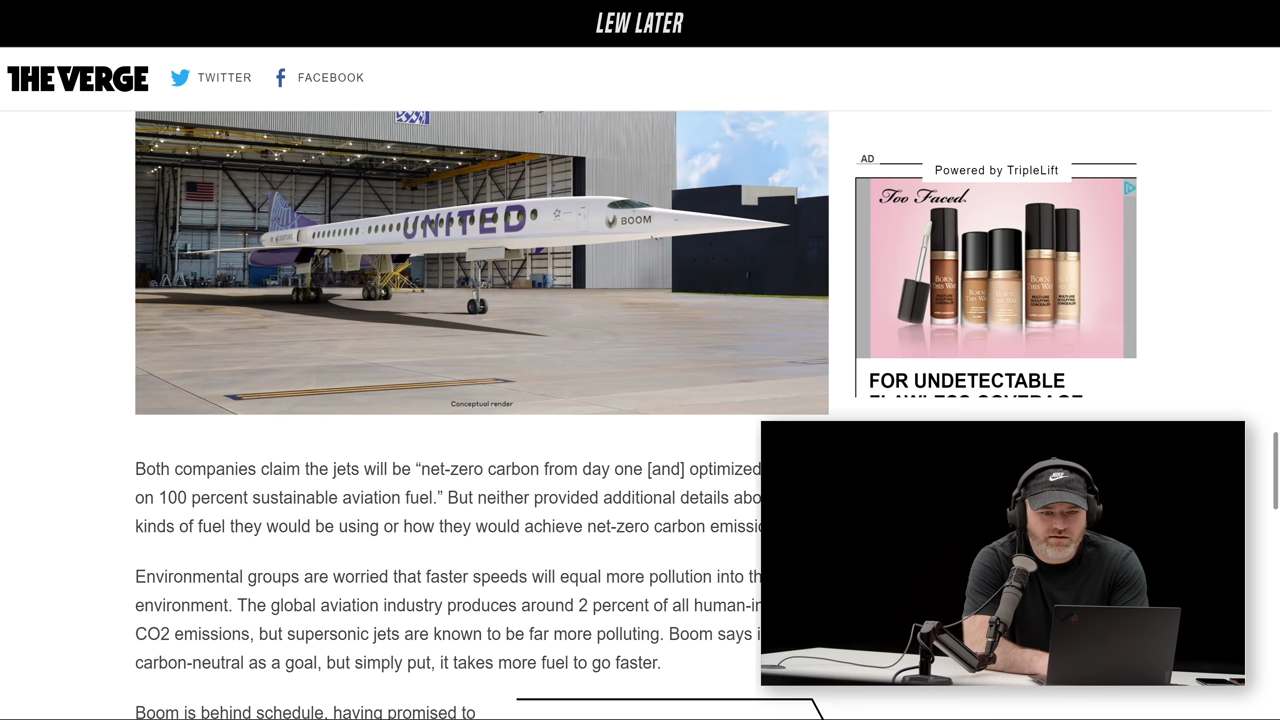 LEW LATER
THE VERGE
TWITTER
FACEBOOK
UNITED
BOOM
Conceptual render
AD
Powered by TripleLift
Too Faced.
BORN THIS WAY
FOR UNDETECTABLE
FLAWLESS COVERAGE
Both companies claim the jets will be “net-zero carbon from day one [and] optimized
on 100 percent sustainable aviation fuel.” But neither provided additional details abo
kinds of fuel they would be using or how they would achieve net-zero carbon emissio
Environmental groups are worried that faster speeds will equal more pollution into th
environment. The global aviation industry produces around 2 percent of all human-in
CO2 emissions, but supersonic jets are known to be far more polluting. Boom says i
carbon-neutral as a goal, but simply put, it takes more fuel to go faster.
Boom is behind schedule, having promised to